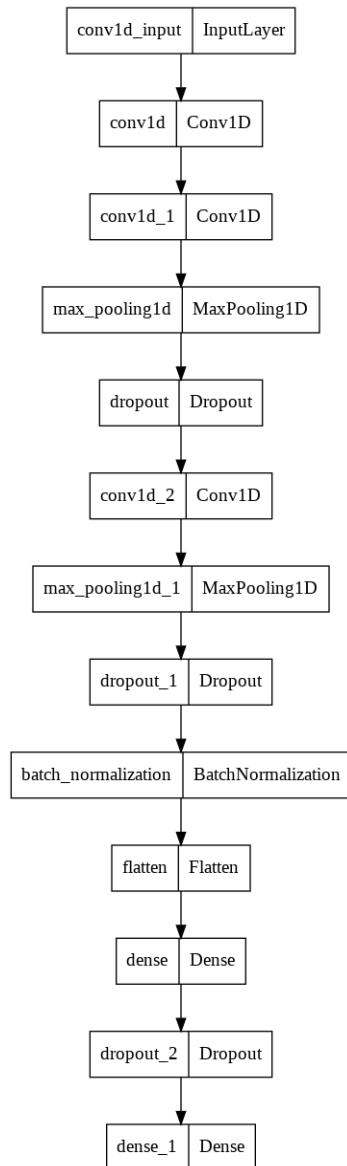 conv1d_input InputLayer
conv1d Conv1D
conv1d_1 Conv1D
max_pooling1d MaxPooling1D
dropout Dropout
conv1d_2 Conv1D
max_pooling1d_1 MaxPooling1D
dropout_1 Dropout
batch_normalization BatchNormalization
flatten Flatten
dense Dense
dropout_2 Dropout
dense_1 Dense